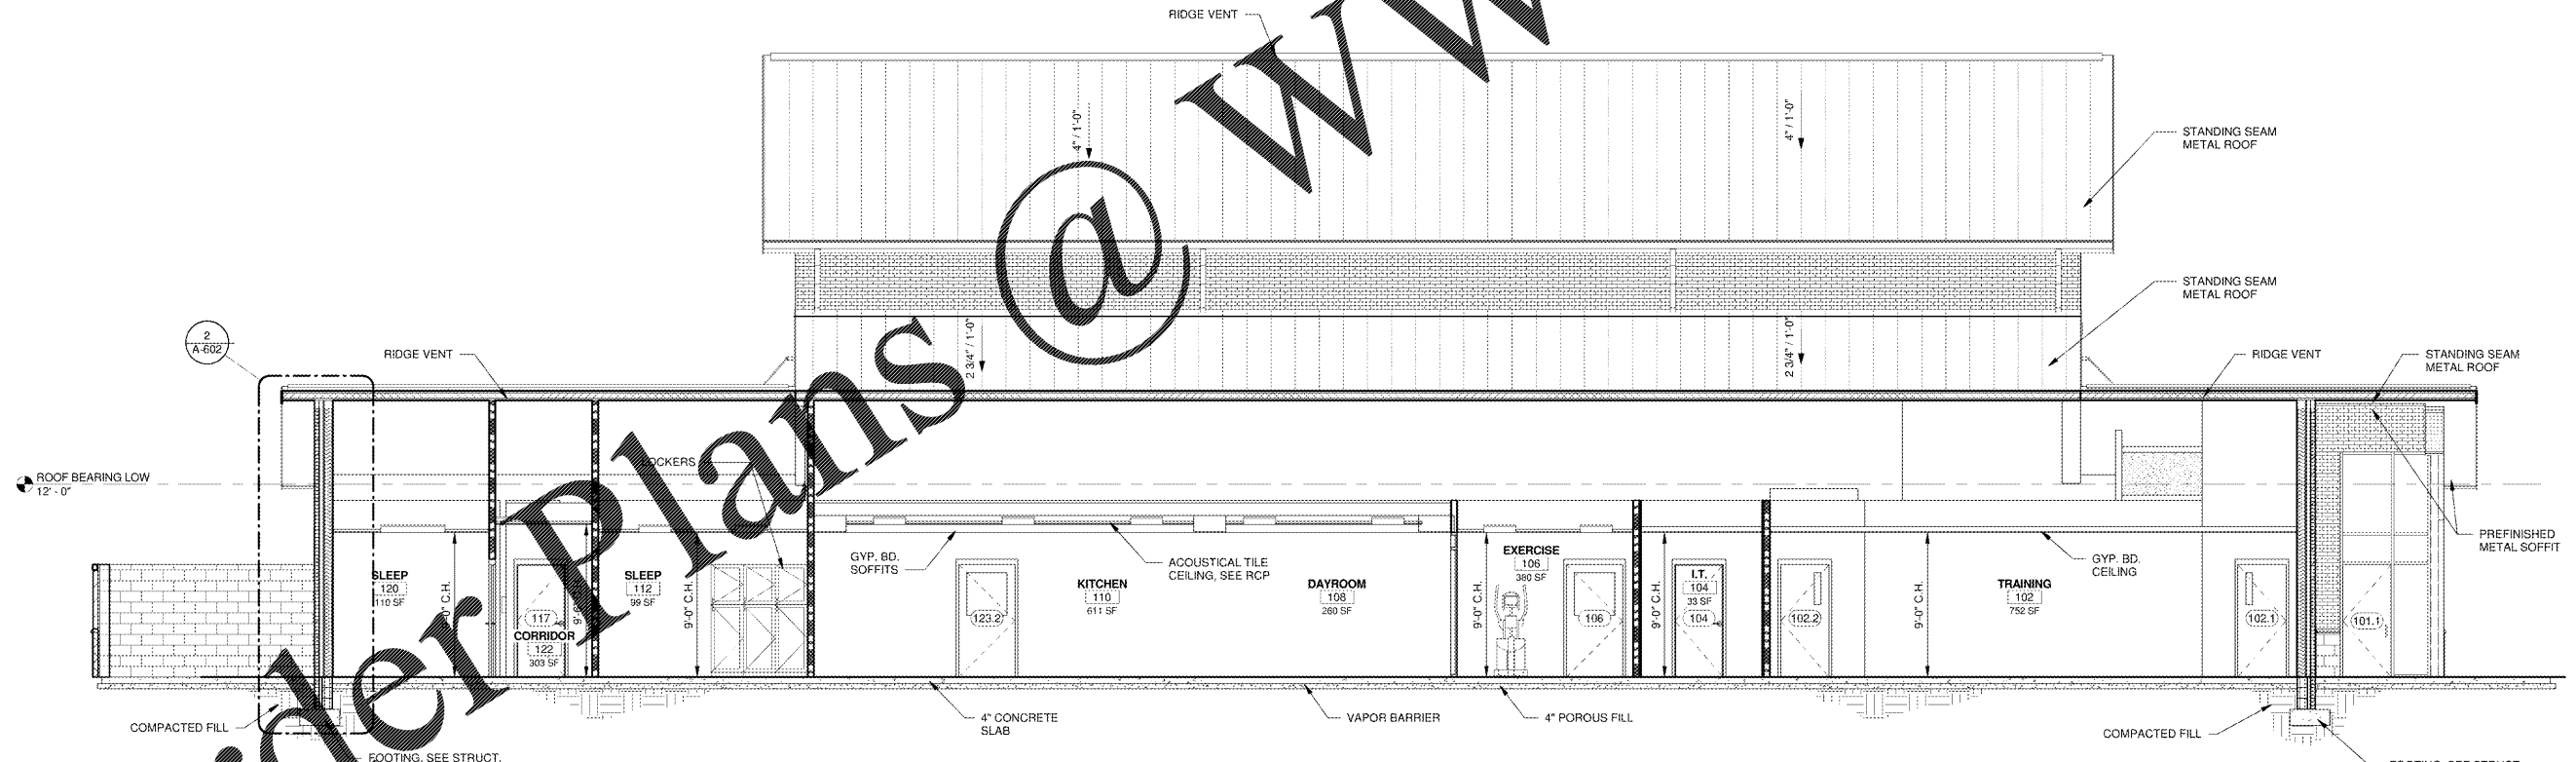 RIDGE VENT
4" / 1'-0"
4" / 1'-0"
STANDING SEAM
METAL ROOF
STANDING SEAM
METAL ROOF
2 3/4" / 1'-0"
2 3/4" / 1'-0"
2
A-602
RIDGE VENT
RIDGE VENT
STANDING SEAM
METAL ROOF
ROOF BEARING LOW
12' - 0"
LOCKERS
PREFINISHED
METAL SOFFIT
GYP. BD.
SOFFITS
ACOUSTICAL TILE
CEILING, SEE RCP
GYP. BD.
CEILING
SLEEP
120
110 SF
9'-0" C.H.
117
CORRIDOR
122
303 SF
SLEEP
112
99 SF
9'-0" C.H.
123.2
KITCHEN
110
611 SF
DAYROOM
108
260 SF
9'-0" C.H.
EXERCISE
106
380 SF
106
9'-0" C.H.
I.T.
104
33 SF
104
102.2
9'-0" C.H.
TRAINING
102
752 SF
102.1
101.1
COMPACTED FILL
4" CONCRETE
SLAB
VAPOR BARRIER
4" POROUS FILL
COMPACTED FILL
FOOTING, SEE STRUCT.
der Plans @ ww